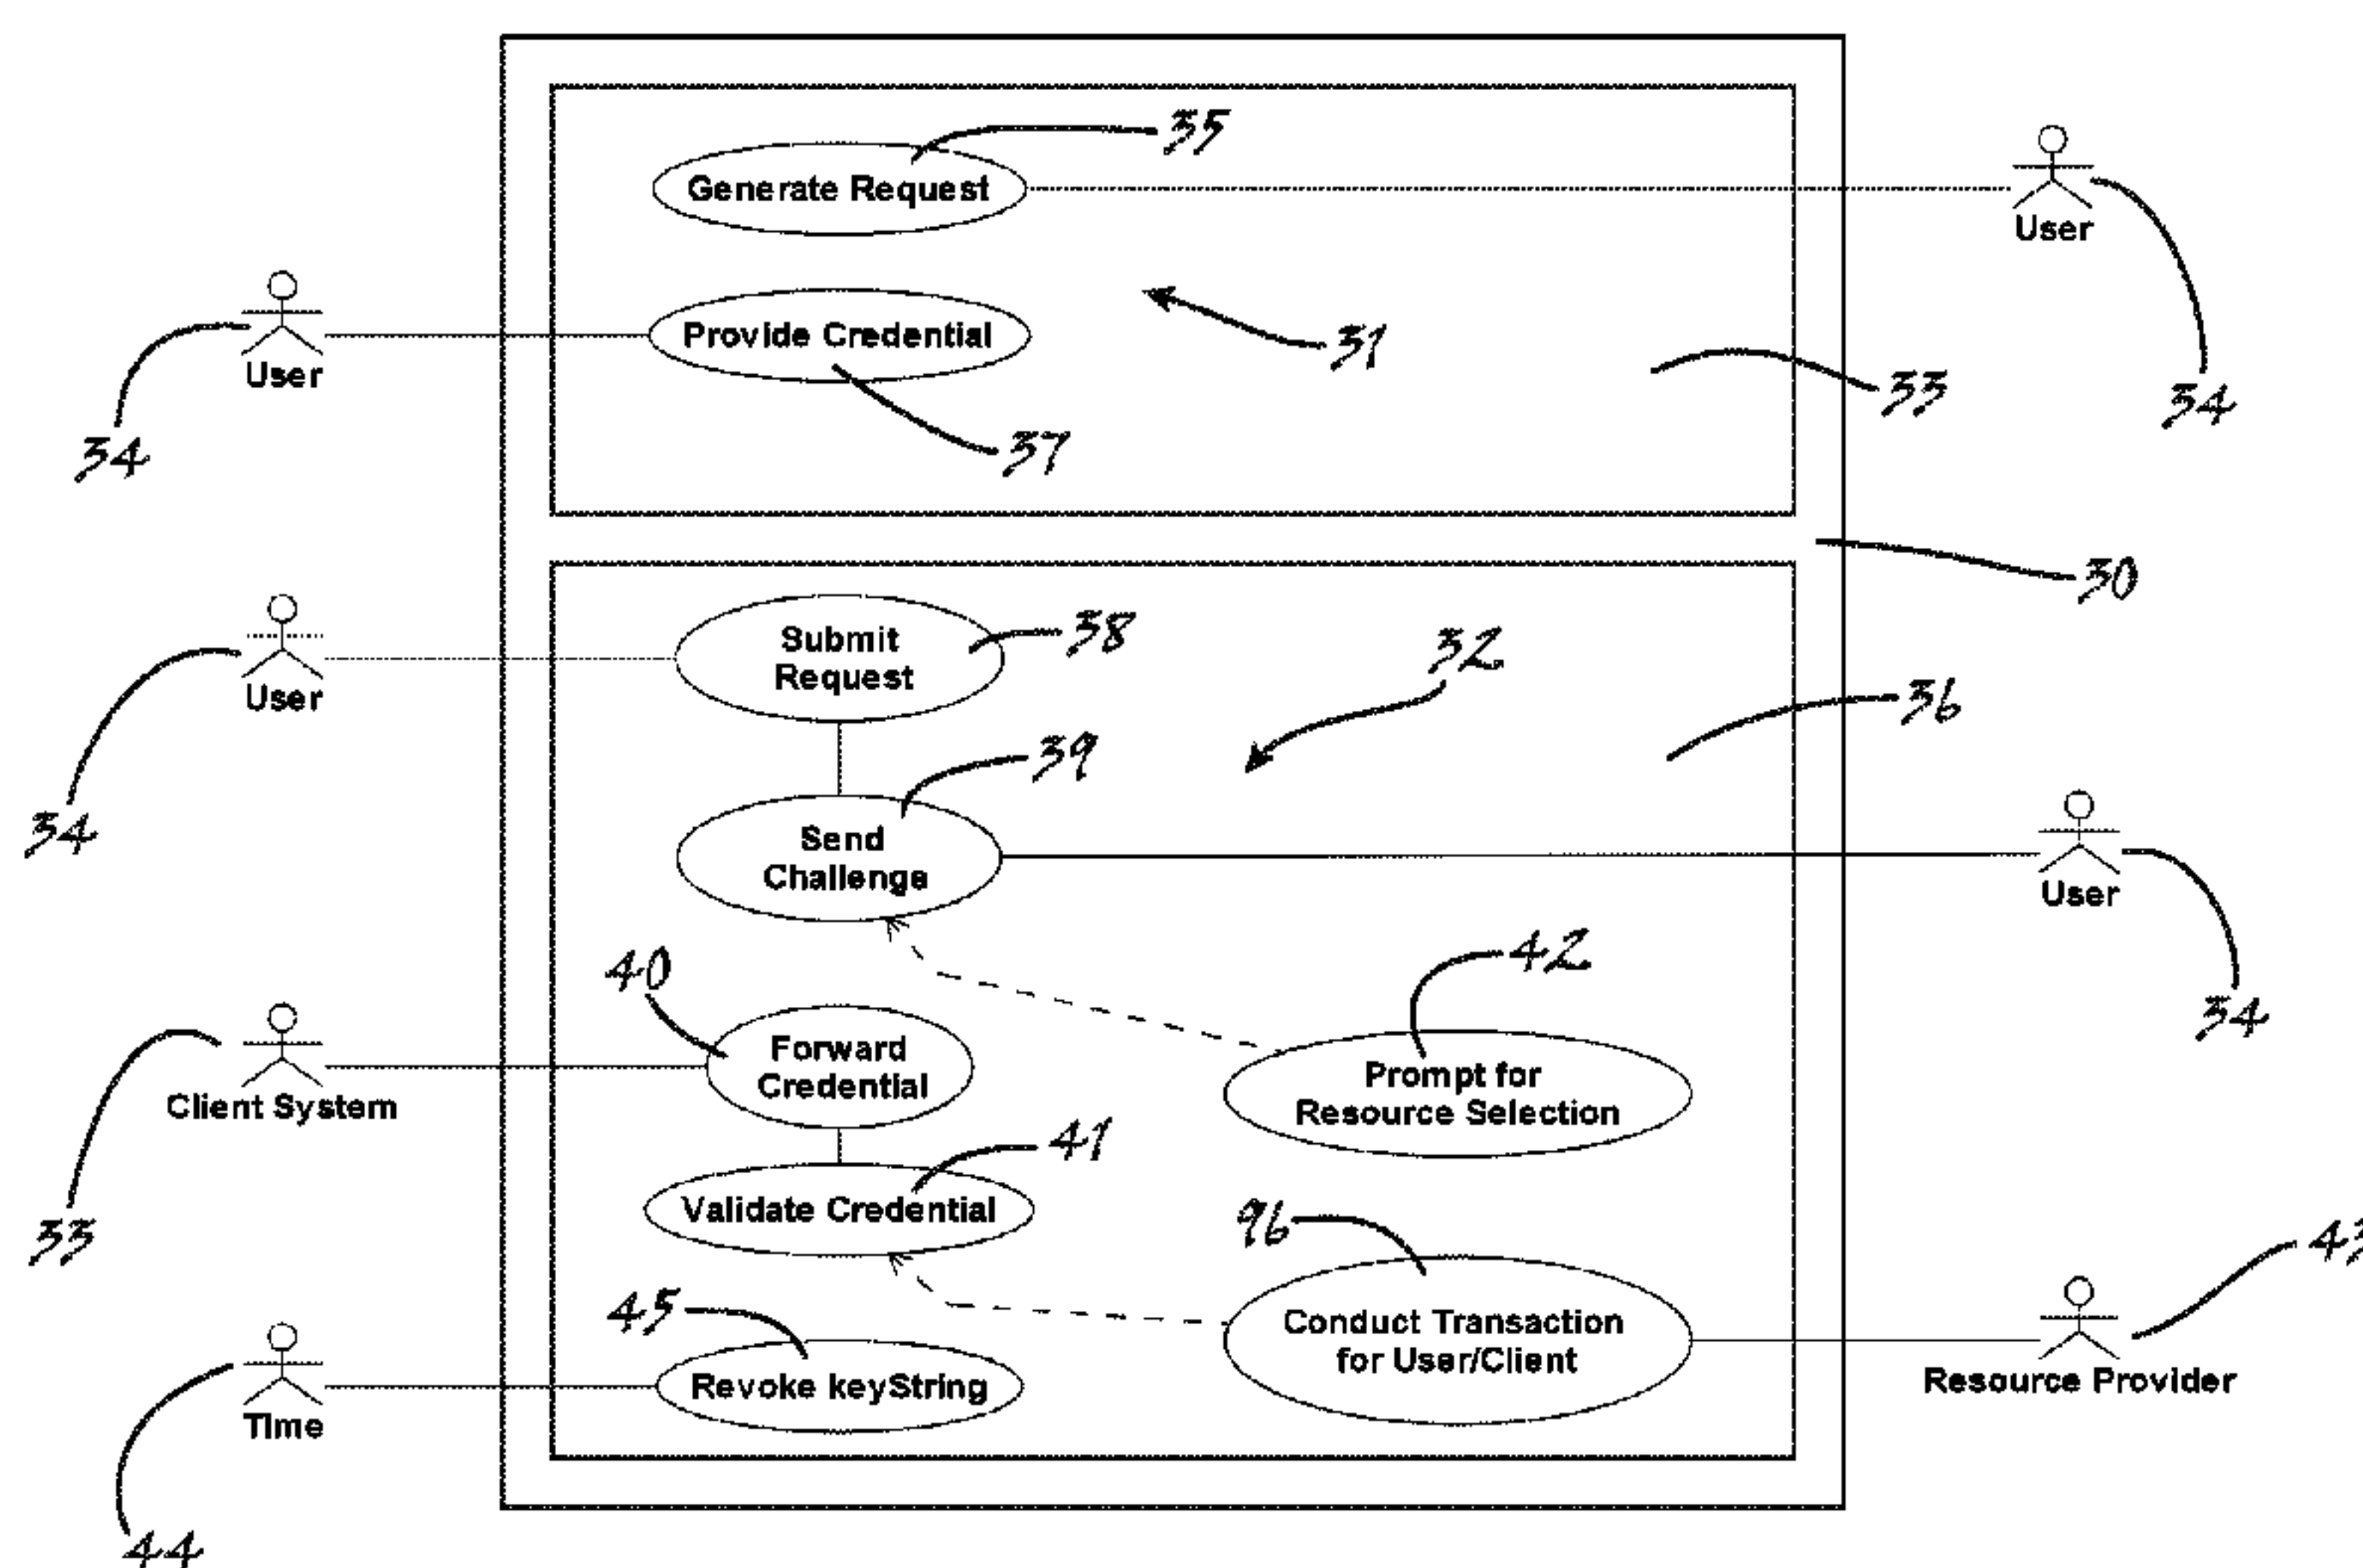 35
Generate Request
User
34
31
33
Provide Credential
User
34
37
30
Submit
Request
38
User
34
32
36
39
Send
Challenge
User
34
40
42
Forward
Credential
Client System
33
Prompt for
Resource Selection
41
Validate Credential
96
43
45
Conduct Transaction
for User/Client
Resource Provider
Revoke keyString
Time
44